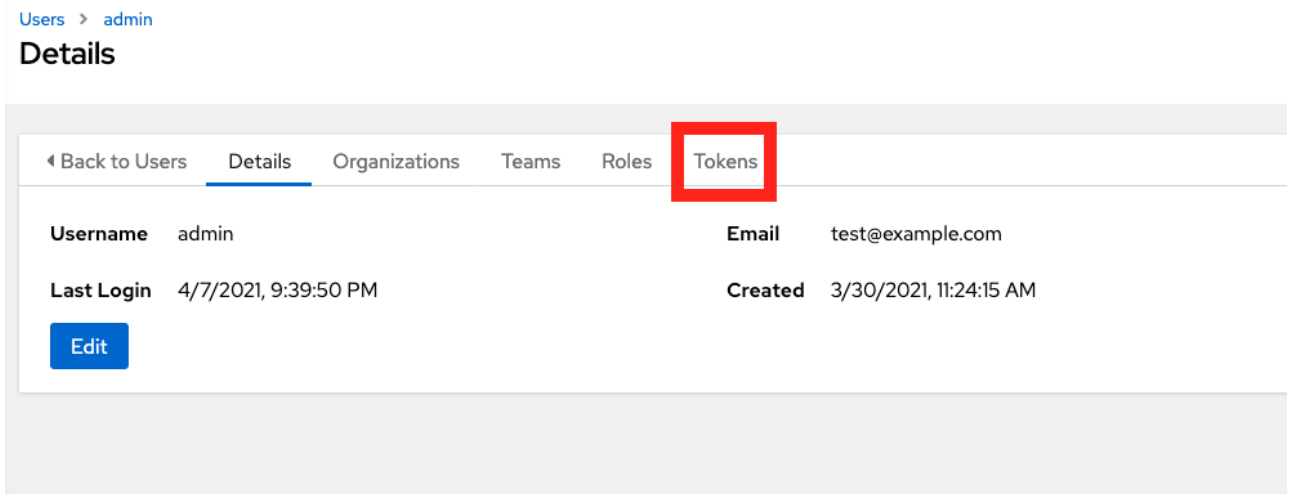 Users > admin
Details
Back to Users Details Organizations Teams Roles Tokens
Username admin Email test@example.com
Last Login 4/7/2021, 9:39:50 PM Created 3/30/2021, 11:24:15 AM
Edit